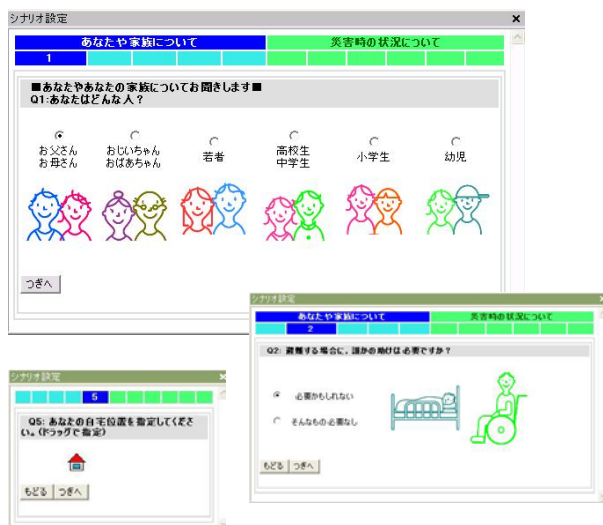 シナリオ設定
あなたや家族について 災害時の状況について
1
■あなたやあなたの家族についてお聞きします■
Q1:あなたはどんな人？
お父さん おじいちゃん 若者 高校生 小学生 幼児
お母さん おばあちゃん 中学生
つぎへ
シナリオ設定
あなたや家族について 災害時の状況について
2
Q2: 避難する場合に、誰かの助けは必要ですか？
必要かもしれない
そんなもの必要なし
もどる つぎへ
シナリオ設定
5
Q5: あなたの自宅位置を指定してくださ
い。(ドラッグで指定)
もどる つぎへ